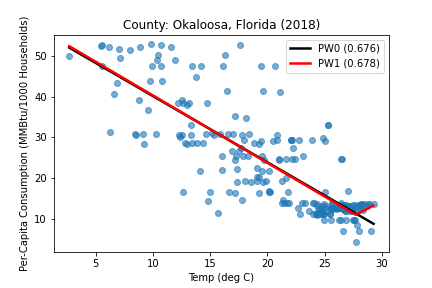 County: Okaloosa, Florida (2018)
PW0 (0.676)
PW1 (0.678)
Per-Capita Consumption (MMBtu/1000 Households)
50
40
30
20
10
5
10
15
20
25
30
Temp (deg C)